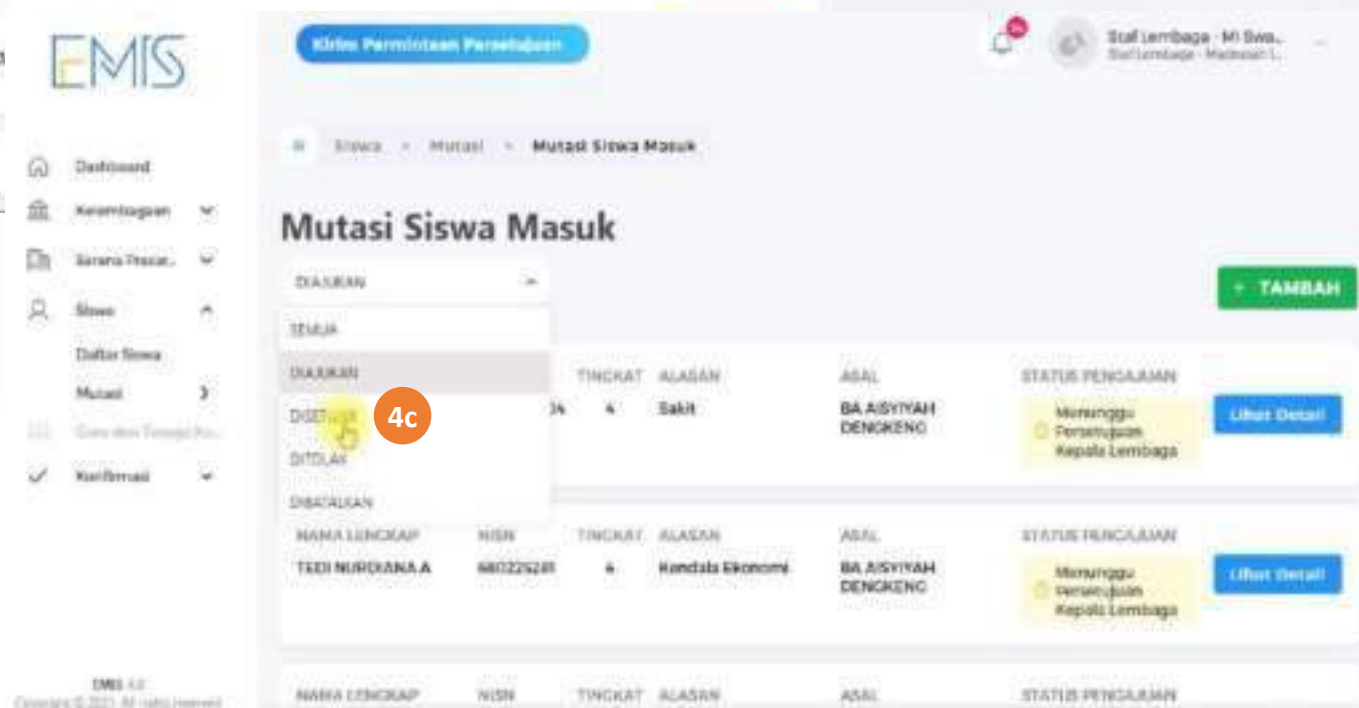 EMIS
Kirim Permintaan Persetujuan
Staf Lembaga - MI Swa...
Staf Lembaga - Madrasah I...
Siswa > Mutasi > Mutasi Siswa Masuk
Dashboard
Kelembagaan
Sarana Prasar...
Siswa
Daftar Siswa
Mutasi
Konfirmasi
Mutasi Siswa Masuk
DIAJUKAN
+ TAMBAH
SEMUA
DIAJUKAN
DISETUJUI
4c
DITOLAK
DIBATALKAN
TINGKAT ALASAN ASAL STATUS PENGAJUAN
4 Sakit BA AISYIYAH DENGKENG Menunggu Persetujuan Kepala Lembaga Lihat Detail
NAMA LENGKAP NISN TINGKAT ALASAN ASAL STATUS PENGAJUAN
TEDI NURDIANA A 4 Kendala Ekonomi BA AISYIYAH DENGKENG Menunggu Persetujuan Kepala Lembaga Lihat Detail
NAMA LENGKAP NISN TINGKAT ALASAN ASAL STATUS PENGAJUAN